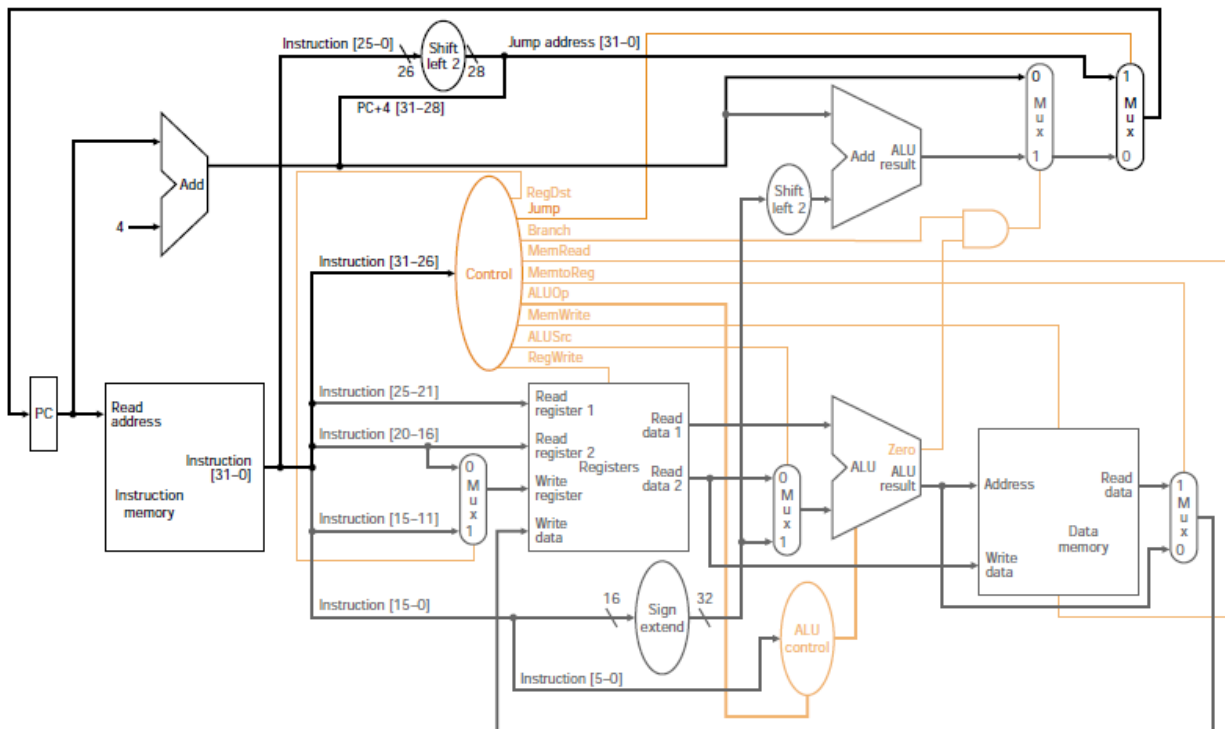 Instruction [25–0]
Shift
left 2
Jump address [31–0]
26
28
PC+4 [31–28]
0
M
u
x
1
1
M
u
x
0
Add
ALU
result
Add
4
Shift
left 2
RegDst
Jump
Branch
MemRead
MemtoReg
ALUOp
MemWrite
ALUSrc
RegWrite
Control
Instruction [31–26]
PC
Read
address
Instruction
[31–0]
Instruction
memory
Instruction [25–21]
Instruction [20–16]
Instruction [15–11]
Instruction [15–0]
0
M
u
x
1
Read
register 1
Read
register 2
Write
register
Write
data
Registers
Read
data 1
Read
data 2
0
M
u
x
1
Zero
ALU
ALU
result
Address
Write
data
Read
data
Data
memory
1
M
u
x
0
16
Sign
extend
32
ALU
control
Instruction [5–0]